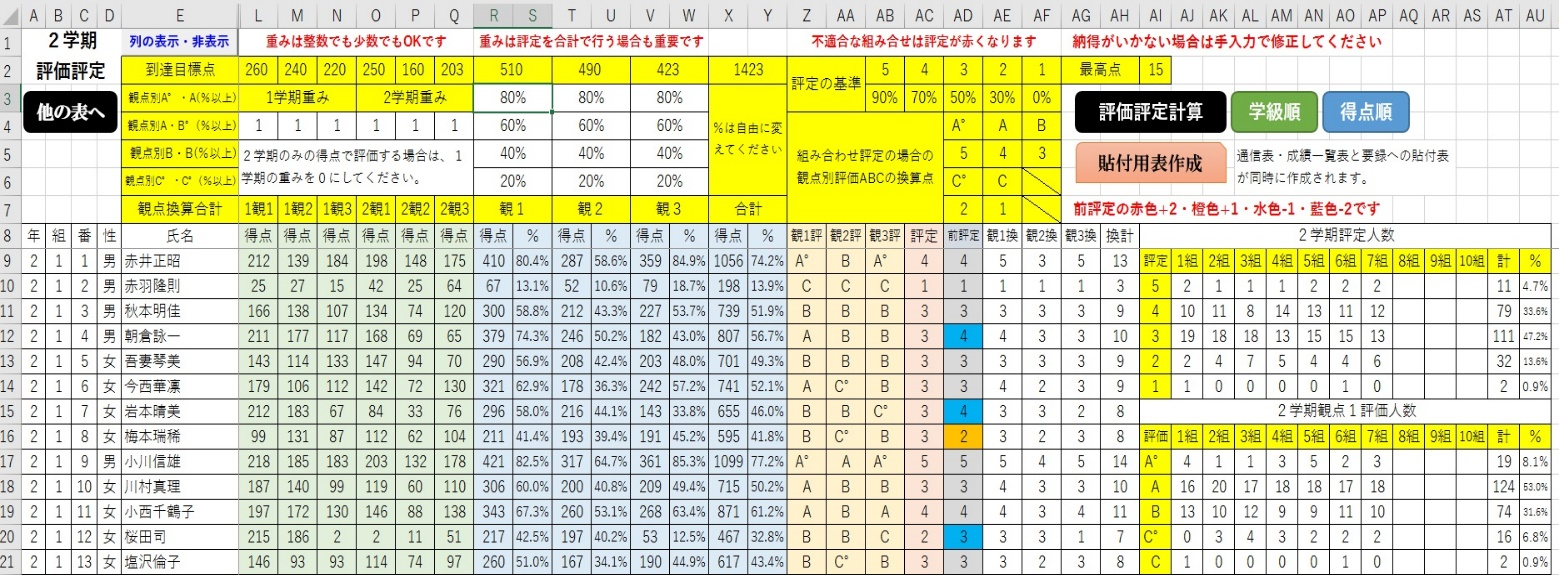 A B C D E L M N O P Q R S T U V W X Y Z AA AB AC AD AE AF AG AH AI AJ AK AL AM AN AO AP AQ AR AS AT AU
1 2学期 列の表示・非表示 重みは整数でも少数でもOKです 重みは評定を合計で行う場合も重要です 不適合な組み合せは評定が赤くなります 納得がいかない場合は手入力で修正してください
2 評価評定 到達目標点 260 240 220 250 160 203 510 490 423 1423 評定の基準 5 4 3 2 1 最高点 15
3 他の表へ 観点別A°・A(%以上) 1学期重み 2学期重み 80% 80% 80% %は自由に変えてください 90% 70% 50% 30% 0% 評価評定計算 学級順 得点順
4 観点別A・B°(%以上) 1 1 1 1 1 1 60% 60% 60% 組み合わせ評定の場合の観点別評価ABCの換算点 A° A B
5 観点別B・B(%以上) 2学期のみの得点で評価する場合は、1学期の重みを0にしてください。 40% 40% 40% 5 4 3 貼付用表作成 通信表・成績一覧表と要録への貼付表が同時に作成されます。
6 観点別C°・C°(%以上) 20% 20% 20% C° C
7 観点換算合計 1観1 1観2 1観3 2観1 2観2 2観3 観1 観2 観3 合計 2 1 前評定の赤色+2・橙色+1・水色-1・藍色-2です
8 年 組 番 性 氏名 得点 得点 得点 得点 得点 得点 得点 % 得点 % 得点 % 得点 % 観1評 観2評 観3評 評定 前評定 観1換 観2換 観3換 換計 2学期評定人数
9 2 1 1 男 赤井正昭 212 139 184 198 148 175 410 80.4% 287 58.6% 359 84.9% 1056 74.2% A° B A° 4 4 5 3 5 13 評定 1組 2組 3組 4組 5組 6組 7組 8組 9組 10組 計 %
10 2 1 2 男 赤羽隆則 25 27 15 42 25 64 67 13.1% 52 10.6% 79 18.7% 198 13.9% C C C 1 1 1 1 1 3 5 2 1 1 1 2 2 2 11 4.7%
11 2 1 3 男 秋本明佳 166 138 107 134 74 120 300 58.8% 212 43.3% 227 53.7% 739 51.9% B B B 3 3 3 3 3 9 4 10 11 8 14 13 11 12 79 33.6%
12 2 1 4 男 朝倉詠一 211 177 117 168 69 65 379 74.3% 246 50.2% 182 43.0% 807 56.7% A B B 3 4 4 3 3 10 3 19 18 18 13 15 15 13 111 47.2%
13 2 1 5 女 吾妻琴美 143 114 133 147 94 70 290 56.9% 208 42.4% 203 48.0% 701 49.3% B B B 3 3 3 3 3 9 2 2 4 7 5 4 4 6 32 13.6%
14 2 1 6 女 今西華凛 179 106 112 142 72 130 321 62.9% 178 36.3% 242 57.2% 741 52.1% A C° B 3 3 4 2 3 9 1 1 0 0 0 0 1 0 2 0.9%
15 2 1 7 女 岩本晴美 212 183 67 84 33 76 296 58.0% 216 44.1% 143 33.8% 655 46.0% B B C° 3 4 3 3 2 8 2学期観点1評価人数
16 2 1 8 女 梅本瑞稀 99 131 87 112 62 104 211 41.4% 193 39.4% 191 45.2% 595 41.8% B C° B 3 2 3 2 3 8 評価 1組 2組 3組 4組 5組 6組 7組 8組 9組 10組 計 %
17 2 1 9 男 小川信雄 218 185 183 203 132 178 421 82.5% 317 64.7% 361 85.3% 1099 77.2% A° A A° 5 5 5 4 5 14 A° 4 1 1 3 5 2 3 19 8.1%
18 2 1 10 女 川村真理 187 140 99 119 60 110 306 60.0% 200 40.8% 209 49.4% 715 50.2% A B B 3 3 4 3 3 10 A 16 20 17 18 18 17 18 124 53.0%
19 2 1 11 女 小西千鶴子 197 172 130 146 88 138 343 67.3% 260 53.1% 268 63.4% 871 61.2% A B A 4 4 4 3 4 11 B 13 10 12 9 9 11 10 74 31.6%
20 2 1 12 女 桜田司 215 186 2 2 11 51 217 42.5% 197 40.2% 53 12.5% 467 32.8% B B C 2 3 3 3 1 7 C° 0 3 4 3 2 2 2 16 6.8%
21 2 1 13 女 塩沢倫子 146 93 93 114 74 97 260 51.0% 167 34.1% 190 44.9% 617 43.4% B C° B 3 3 3 2 3 8 C 1 0 0 0 0 1 0 2 0.9%